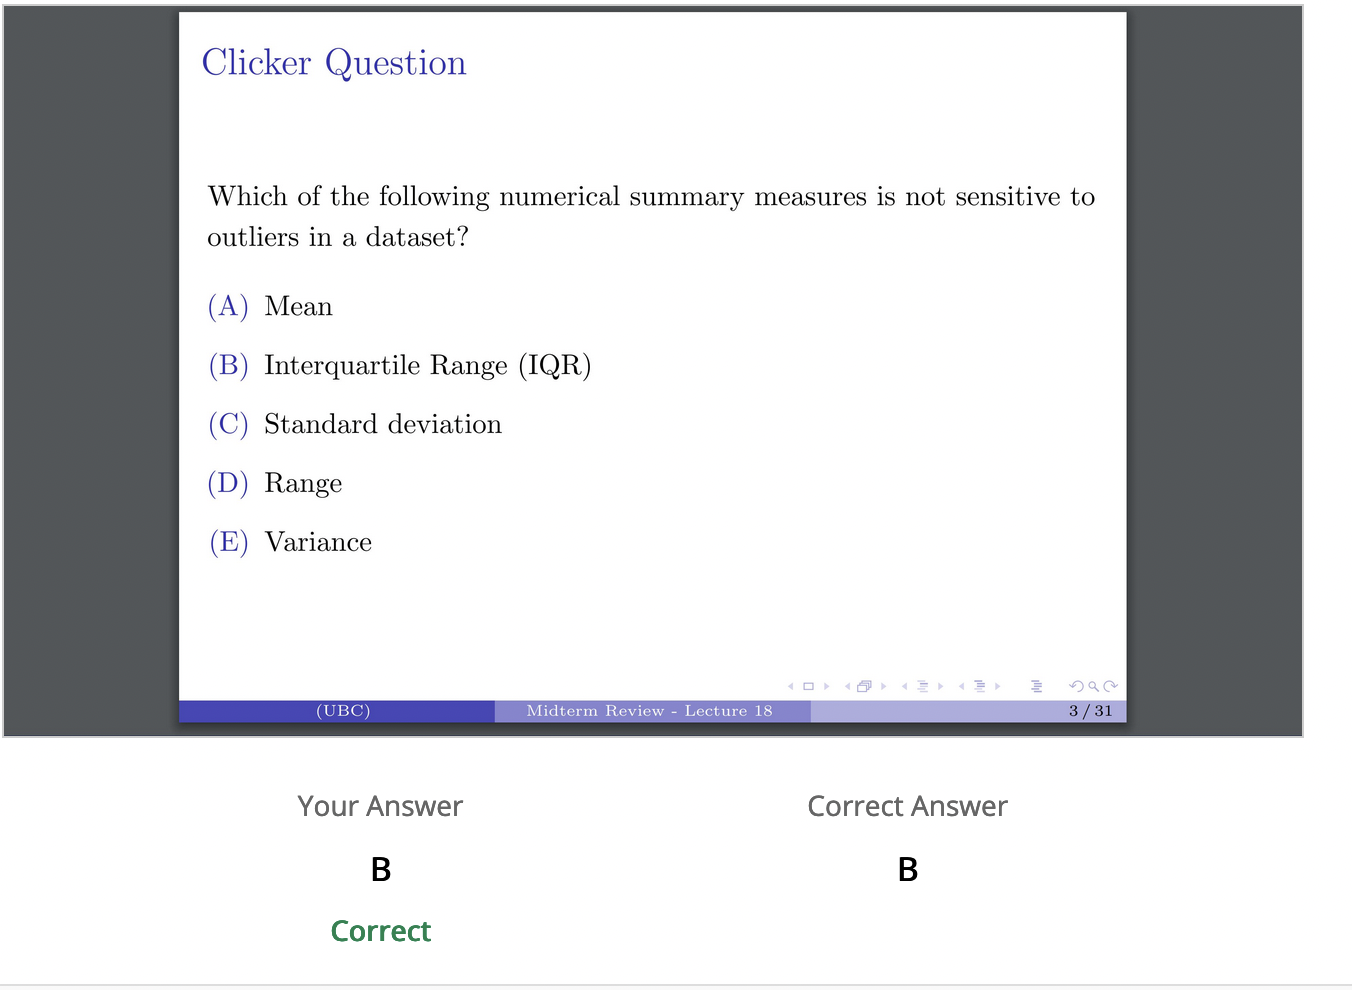 Clicker Question
Which of the following numerical summary measures is not sensitive to
outliers in a dataset?
(A) Mean
(B) Interquartile Range (IQR)
(C) Standard deviation
(D) Range
(E) Variance
(UBC) Midterm Review - Lecture 18 3 / 31
Your Answer Correct Answer
B B
Correct